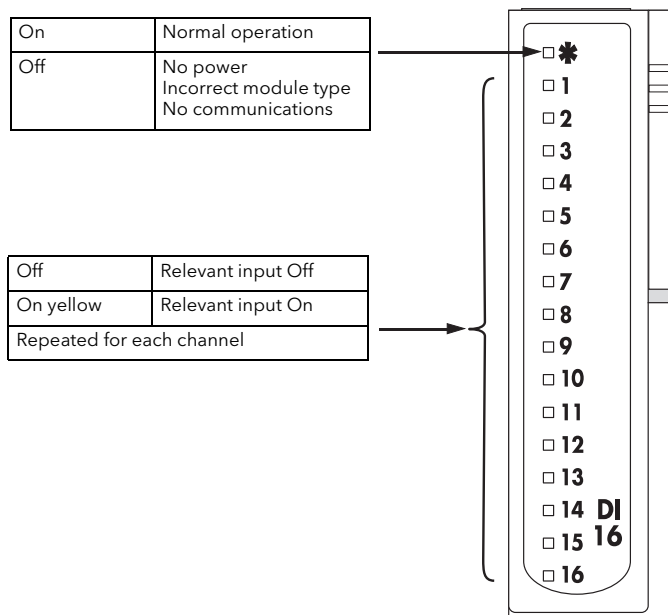 On Normal operation
Off No power
Incorrect module type
No communications
Off Relevant input Off
On yellow Relevant input On
Repeated for each channel
✱
1
2
3
4
5
6
7
8
9
10
11
12
13
14 DI
15 16
16